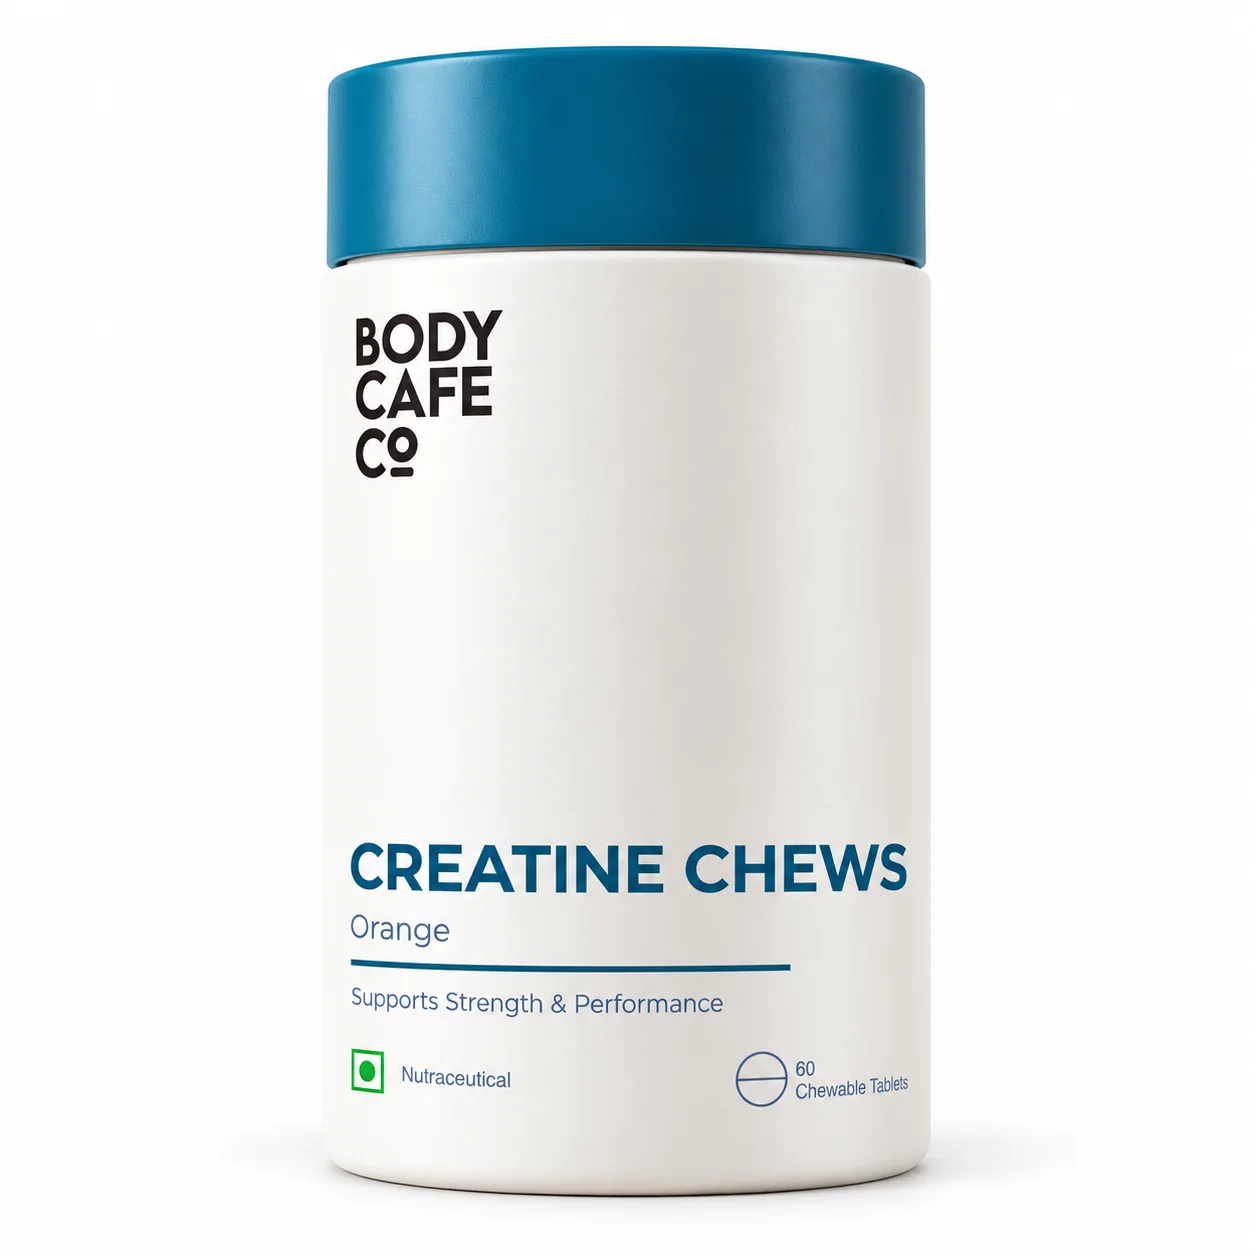 BODY
CAFE
Co
CREATINE CHEWS
Orange
Supports Strength & Performance
Nutraceutical
60
Chewable Tablets